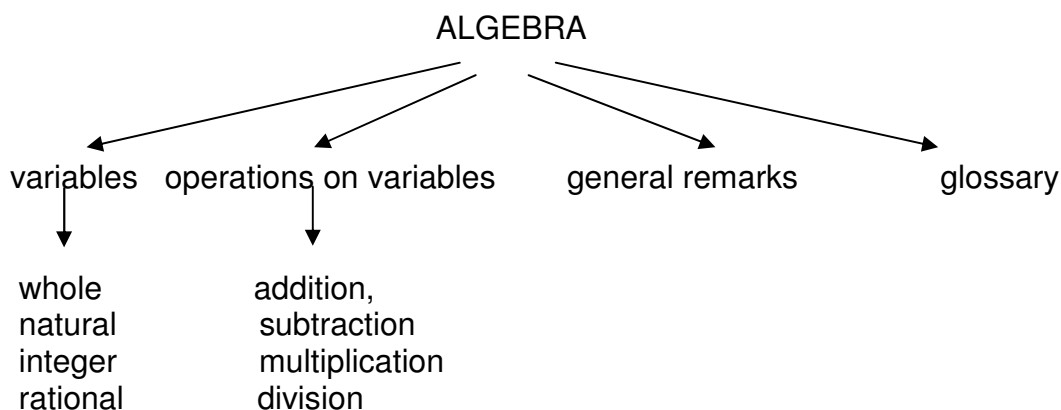 ALGEBRA
variables operations on variables general remarks glossary
whole addition,
natural subtraction
integer multiplication
rational division